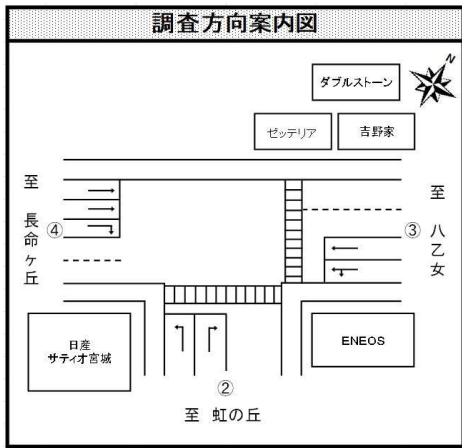 調査方向案内図
N
ダブルストーン
ゼッテリア
吉野家
至 長命ヶ丘
④
③
至 八乙女
日産
サティオ宮城
ENEOS
②
至 虹の丘